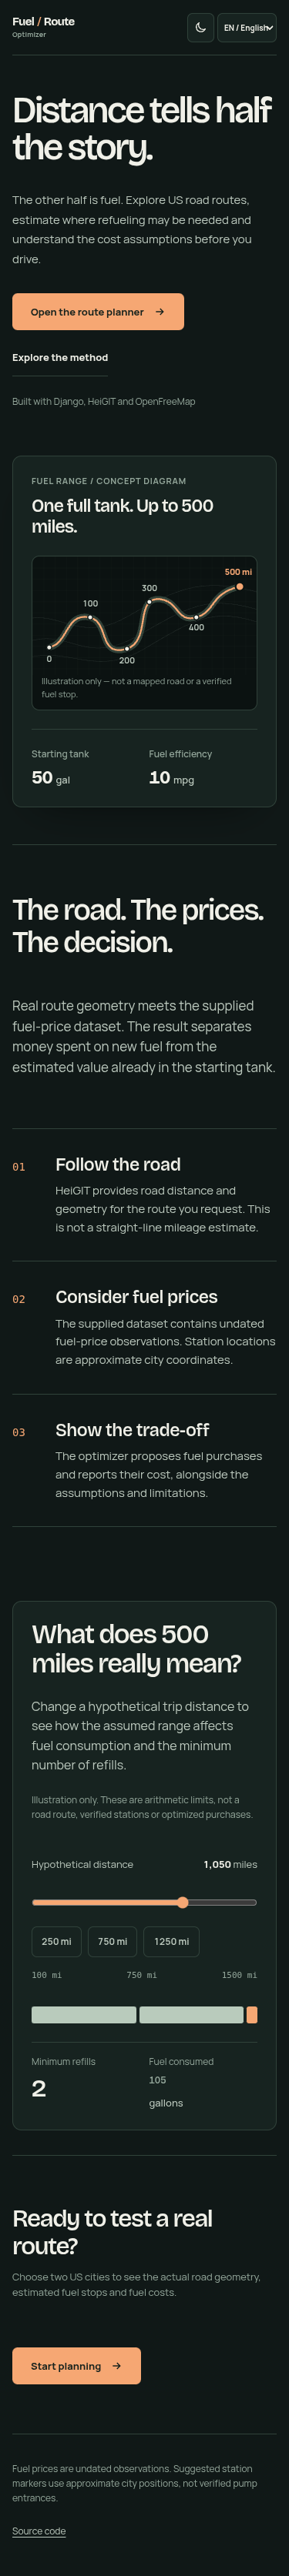 Fuel / Route
Optimizer
EN / English
Distance tells half
the story.
The other half is fuel. Explore US road routes,
estimate where refueling may be needed and
understand the cost assumptions before you
drive.
Open the route planner →
Explore the method
Built with Django, HeiGIT and OpenFreeMap
FUEL RANGE / CONCEPT DIAGRAM
One full tank. Up to 500
miles.
500 mi
300
100
400
0
200
Illustration only — not a mapped road or a verified
fuel stop.
Starting tank
50 gal
Fuel efficiency
10 mpg
The road. The prices.
The decision.
Real route geometry meets the supplied
fuel-price dataset. The result separates
money spent on new fuel from the
estimated value already in the starting tank.
01
Follow the road
HeiGIT provides road distance and
geometry for the route you request. This
is not a straight-line mileage estimate.
02
Consider fuel prices
The supplied dataset contains undated
fuel-price observations. Station locations
are approximate city coordinates.
03
Show the trade-off
The optimizer proposes fuel purchases
and reports their cost, alongside the
assumptions and limitations.
What does 500
miles really mean?
Change a hypothetical trip distance to
see how the assumed range affects
fuel consumption and the minimum
number of refills.
Illustration only. These are arithmetic limits, not a
road route, verified stations or optimized purchases.
Hypothetical distance 1,050 miles
250 mi 750 mi 1250 mi
100 mi 750 mi 1500 mi
Minimum refills
2
Fuel consumed
105
gallons
Ready to test a real
route?
Choose two US cities to see the actual road geometry,
estimated fuel stops and fuel costs.
Start planning →
Fuel prices are undated observations. Suggested station
markers use approximate city positions, not verified pump
entrances.
Source code